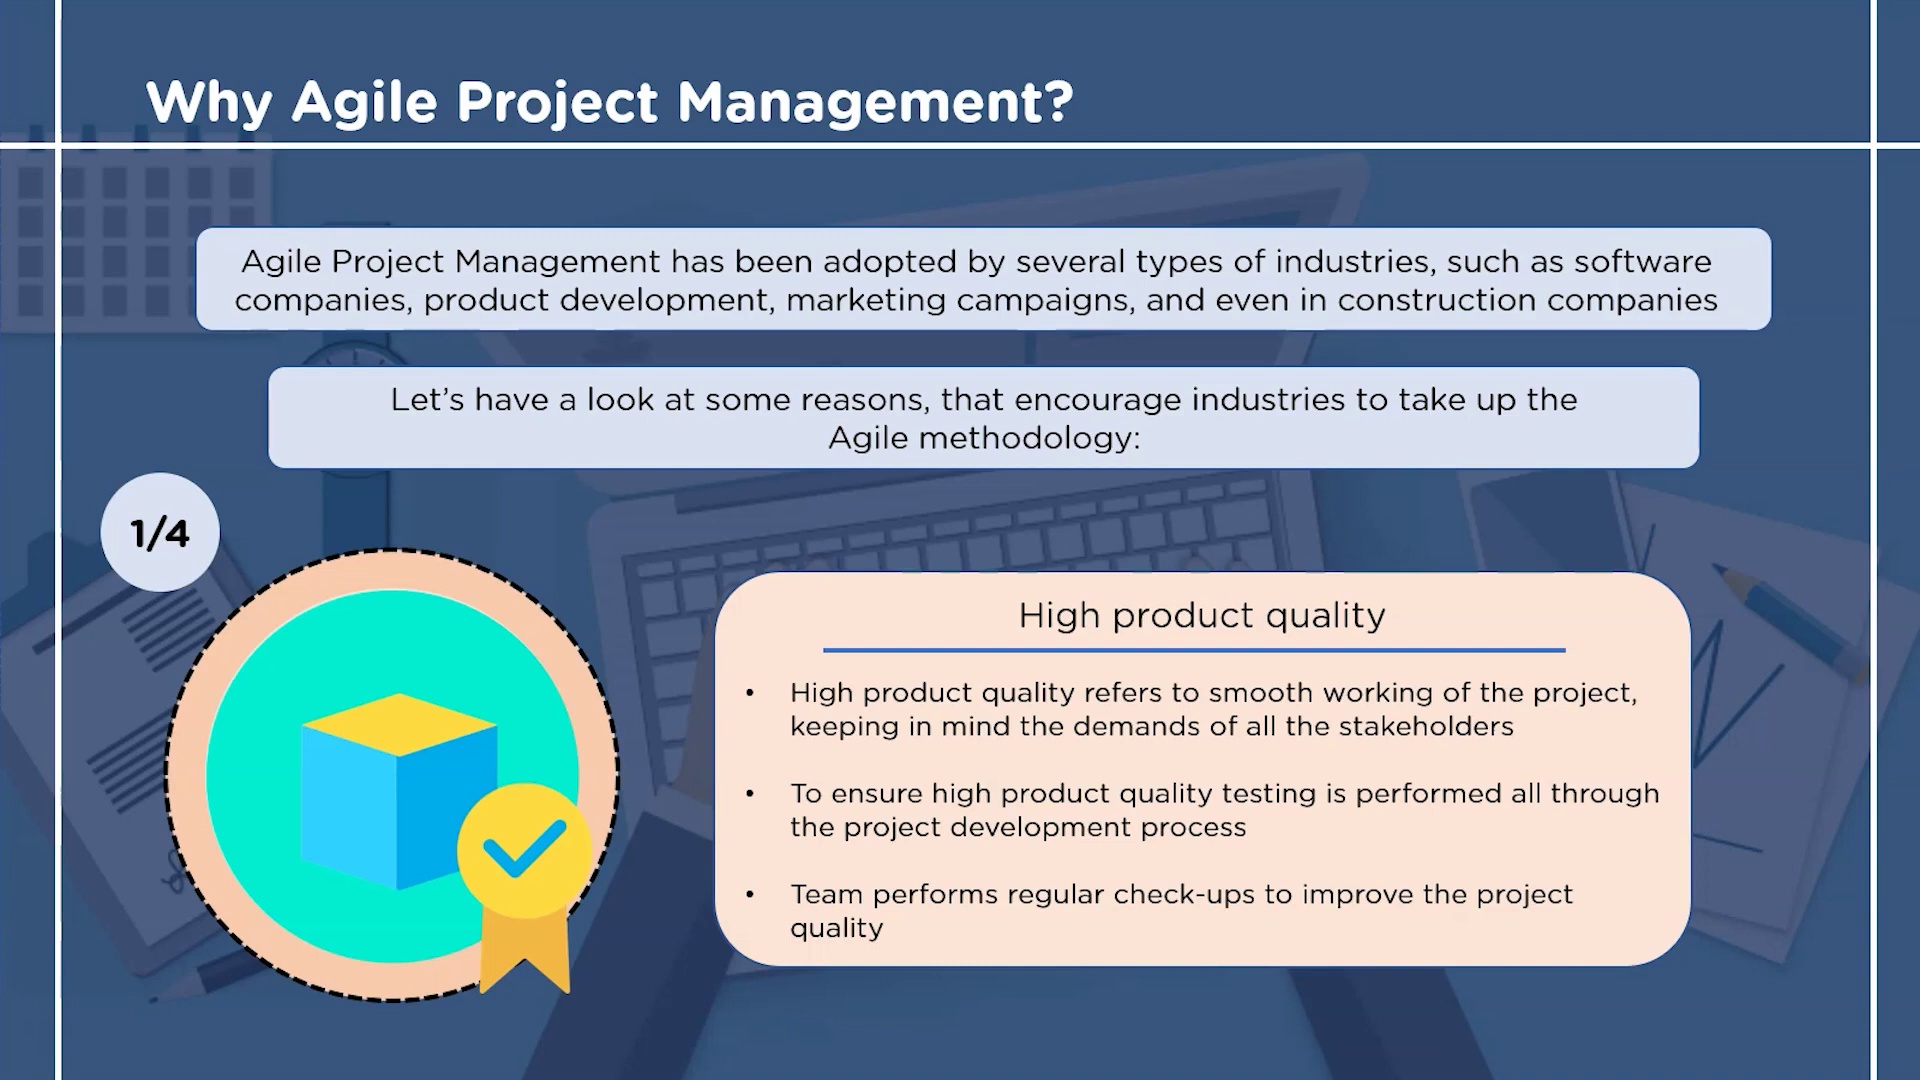 Why Agile Project Management?
Agile Project Management has been adopted by several types of industries, such as software
companies, product development, marketing campaigns, and even in construction companies
Let's have a look at some reasons, that encourage industries to take up the
Agile methodology:
1/4
High product quality
• High product quality refers to smooth working of the project,
keeping in mind the demands of all the stakeholders
• To ensure high product quality testing is performed all through
the project development process
• Team performs regular check-ups to improve the project
quality